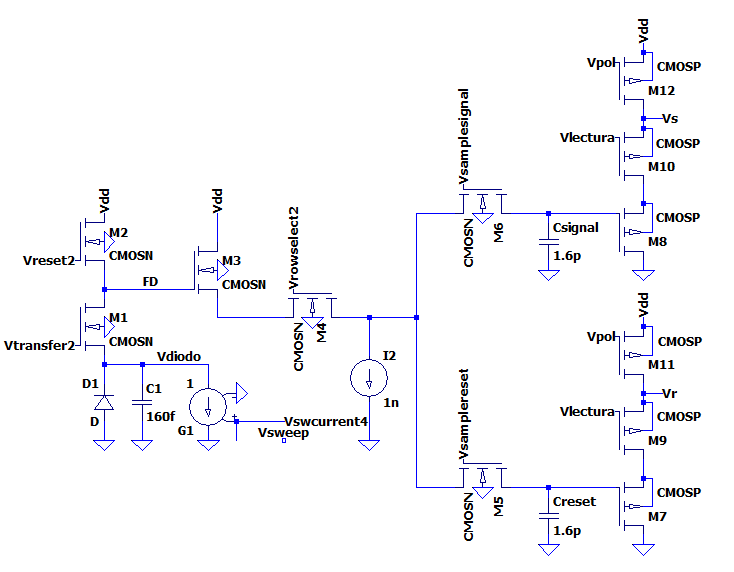 Vdd
Vpol
CMOSP
M12
Vs
Vlectura
CMOSP
M10
Vsamplesignal
CMOSN
M6
Csignal
1.6p
CMOSP
M8
Vdd
M2
CMOSN
Vreset2
Vdd
M3
CMOSN
FD
Vrowselect2
CMOSN
M4
M1
CMOSN
Vtransfer2
Vdiodo
D1
D
C1
160f
1
G1
Vswcurrent4
Vsweep
I2
1n
Vdd
Vpol
CMOSP
M11
Vr
Vlectura
CMOSP
M9
Vsamplereset
CMOSN
M5
Creset
1.6p
CMOSP
M7